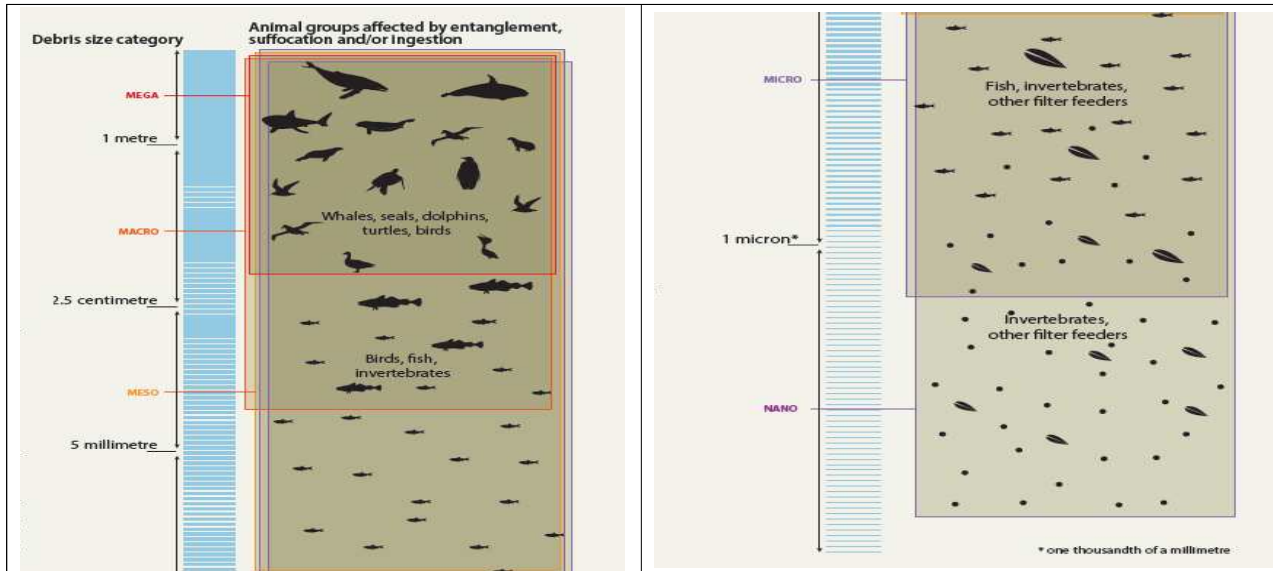 Debris size category
Animal groups affected by entanglement,
suffocation and/or ingestion
MEGA
1 metre
Whales, seals, dolphins,
turtles, birds
MACRO
2.5 centimetre
Birds, fish,
invertebrates
MESO
5 millimetre
MICRO
Fish, invertebrates,
other filter feeders
1 micron*
Invertebrates,
other filter feeders
NANO
* one thousandth of a millimetre